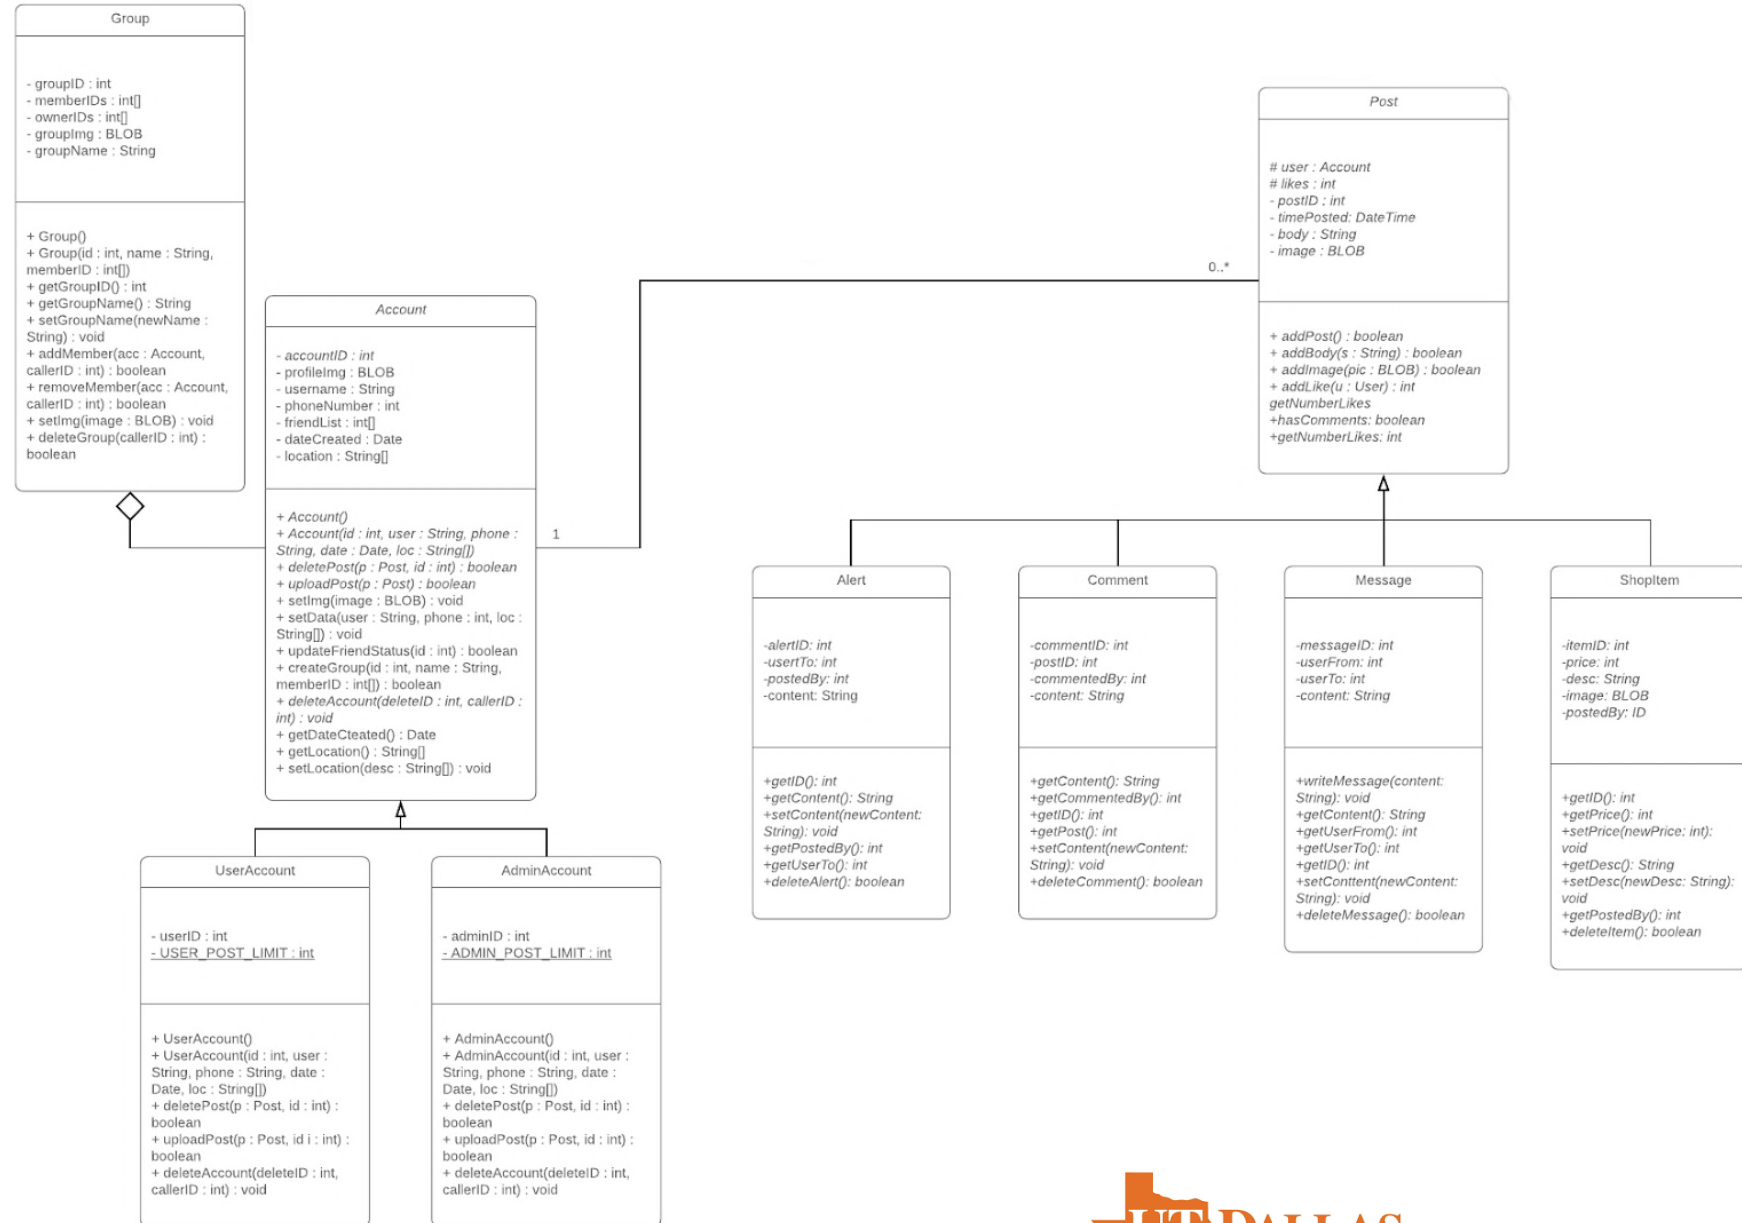 Group
- groupID : int
- memberIDs : int[]
- ownerIDs : int[]
- groupImg : BLOB
- groupName : String
+ Group()
+ Group(id : int, name : String,
memberID : int[])
+ getGroupID() : int
+ getGroupName() : String
+ setGroupName(newName :
String) : void
+ addMember(acc : Account,
callerID : int) : boolean
+ removeMember(acc : Account,
callerID : int) : boolean
+ setImg(image : BLOB) : void
+ deleteGroup(callerID : int) :
boolean
Account
- accountID : int
- profileImg : BLOB
- username : String
- phoneNumber : int
- friendList : int[]
- dateCreated : Date
- location : String[]
+ Account()
+ Account(id : int, user : String, phone :
String, date : Date, loc : String[])
+ deletePost(p : Post, id : int) : boolean
+ uploadPost(p : Post) : boolean
+ setImg(image : BLOB) : void
+ setData(user : String, phone : int, loc :
String[]) : void
+ updateFriendStatus(id : int) : boolean
+ createGroup(id : int, name : String,
memberID : int[]) : boolean
+ deleteAccount(deleteID : int, callerID :
int) : void
+ getDateCteated() : Date
+ getLocation() : String[]
+ setLocation(desc : String[]) : void
1
0..*
Post
# user : Account
# likes : int
- postID : int
- timePosted: DateTime
- body : String
- image : BLOB
+ addPost() : boolean
+ addBody(s : String) : boolean
+ addImage(pic : BLOB) : boolean
+ addLike(u : User) : int
getNumberLikes
+hasComments: boolean
+getNumberLikes: int
UserAccount
- userID : int
- USER_POST_LIMIT : int
+ UserAccount()
+ UserAccount(id : int, user :
String, phone : String, date :
Date, loc : String[])
+ deletePost(p : Post, id : int) :
boolean
+ uploadPost(p : Post, id i : int) :
boolean
+ deleteAccount(deleteID : int,
callerID : int) : void
AdminAccount
- adminID : int
- ADMIN_POST_LIMIT : int
+ AdminAccount()
+ AdminAccount(id : int, user :
String, phone : String, date :
Date, loc : String[])
+ deletePost(p : Post, id : int) :
boolean
+ uploadPost(p : Post, id : int) :
boolean
+ deleteAccount(deleteID : int,
callerID : int) : void
Alert
-alertID: int
-usertTo: int
-postedBy: int
-content: String
+getID(): int
+getContent(): String
+setContent(newContent:
String): void
+getPostedBy(): int
+getUserTo(): int
+deleteAlert(): boolean
Comment
-commentID: int
-postID: int
-commentedBy: int
-content: String
+getContent(): String
+getCommentedBy(): int
+getID(): int
+getPost(): int
+setContent(newContent:
String): void
+deleteComment(): boolean
Message
-messageID: int
-userFrom: int
-userTo: int
-content: String
+writeMessage(content:
String): void
+getContent(): String
+getUserFrom(): int
+getUserTo(): int
+getID(): int
+setConttent(newContent:
String): void
+deleteMessage(): boolean
ShopItem
-itemID: int
-price: int
-desc: String
-image: BLOB
-postedBy: ID
+getID(): int
+getPrice(): int
+setPrice(newPrice: int):
void
+getDesc(): String
+setDesc(newDesc: String):
void
+getPostedBy(): int
+deleteItem(): boolean
UT DALLAS